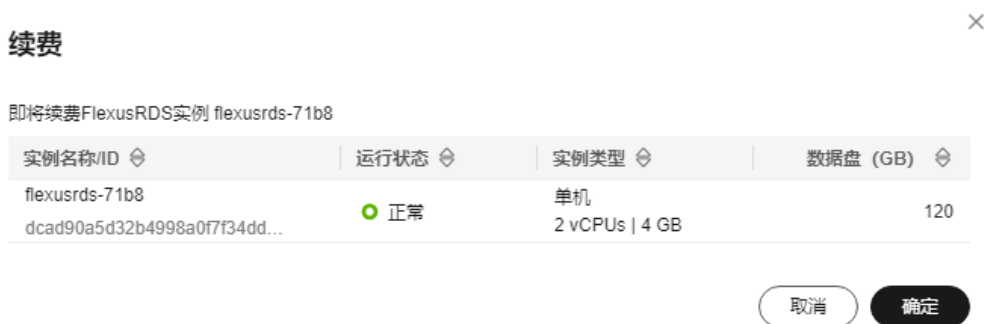 续费
即将续费FlexusRDS实例 flexusrds-71b8
实例名称/ID 运行状态 实例类型 数据盘 (GB)
flexusrds-71b8 正常 单机 120
dcad90a5d32b4998a0f7f34dd... 2 vCPUs | 4 GB
取消 确定